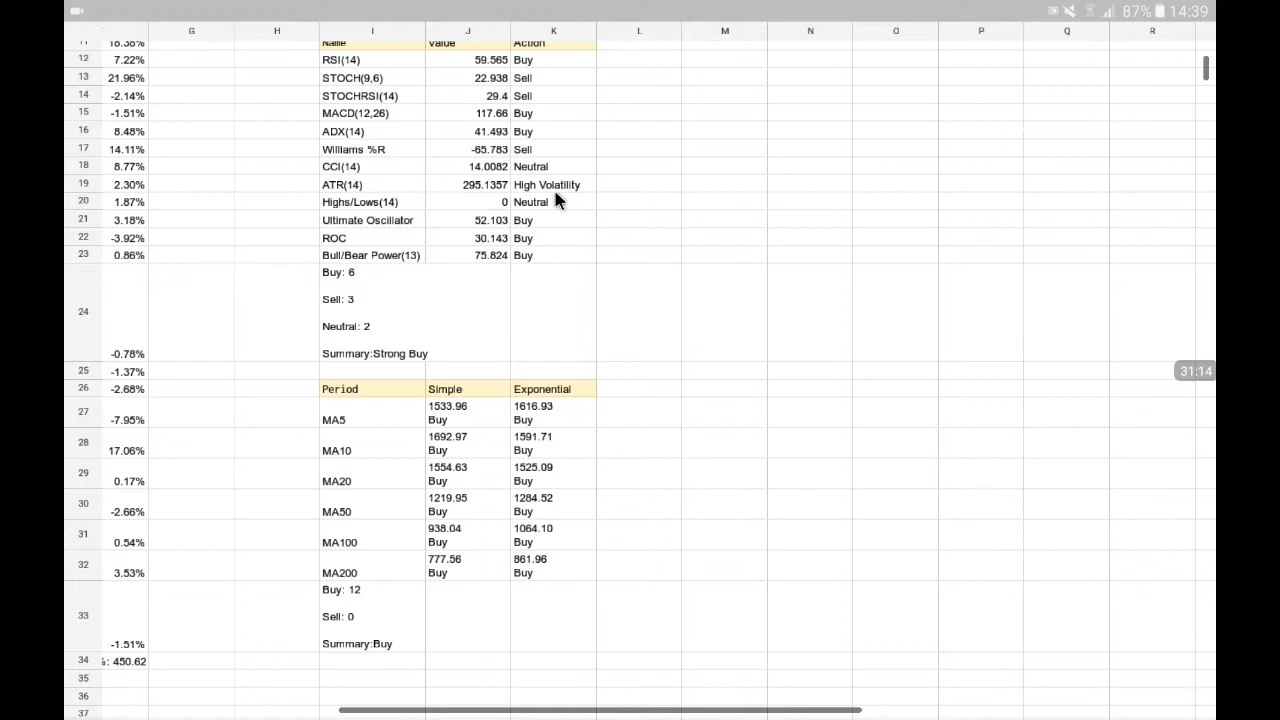 87% 14:39
G H I J K L M N O P Q R
11 18.38% Name Value Action
12 7.22% RSI(14) 59.565 Buy
13 21.96% STOCH(9,6) 22.938 Sell
14 -2.14% STOCHRSI(14) 29.4 Sell
15 -1.51% MACD(12,26) 117.66 Buy
16 8.48% ADX(14) 41.493 Buy
17 14.11% Williams %R -65.783 Sell
18 8.77% CCI(14) 14.0082 Neutral
19 2.30% ATR(14) 295.1357 High Volatility
20 1.87% Highs/Lows(14) 0 Neutral
21 3.18% Ultimate Oscillator 52.103 Buy
22 -3.92% ROC 30.143 Buy
23 0.86% Bull/Bear Power(13) 75.824 Buy
Buy: 6
Sell: 3
24
Neutral: 2
-0.78% Summary:Strong Buy
25 -1.37%
31:14
26 -2.68% Period Simple Exponential
27 1533.96 1616.93
-7.95% MA5 Buy Buy
28 1692.97 1591.71
17.06% MA10 Buy Buy
29 1554.63 1525.09
0.17% MA20 Buy Buy
30 1219.95 1284.52
-2.66% MA50 Buy Buy
31 938.04 1064.10
0.54% MA100 Buy Buy
32 777.56 861.96
3.53% MA200 Buy Buy
Buy: 12
33 Sell: 0
-1.51% Summary:Buy
34 %: 450.62
35
36
37